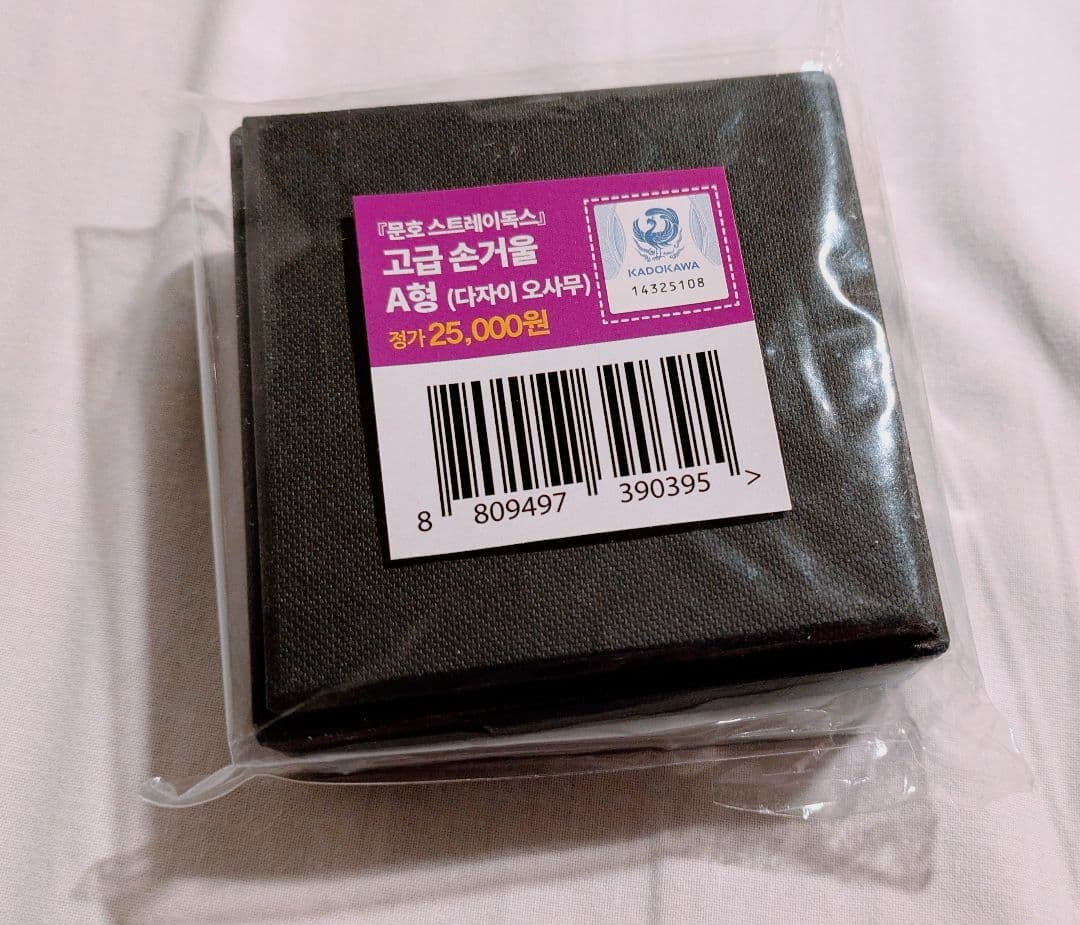 『문호 스트레이독스』
고급 손거울
A형 (다자이 오사무)
정가 25,000원
KADOKAWA
14325108
8 809497 390395 >